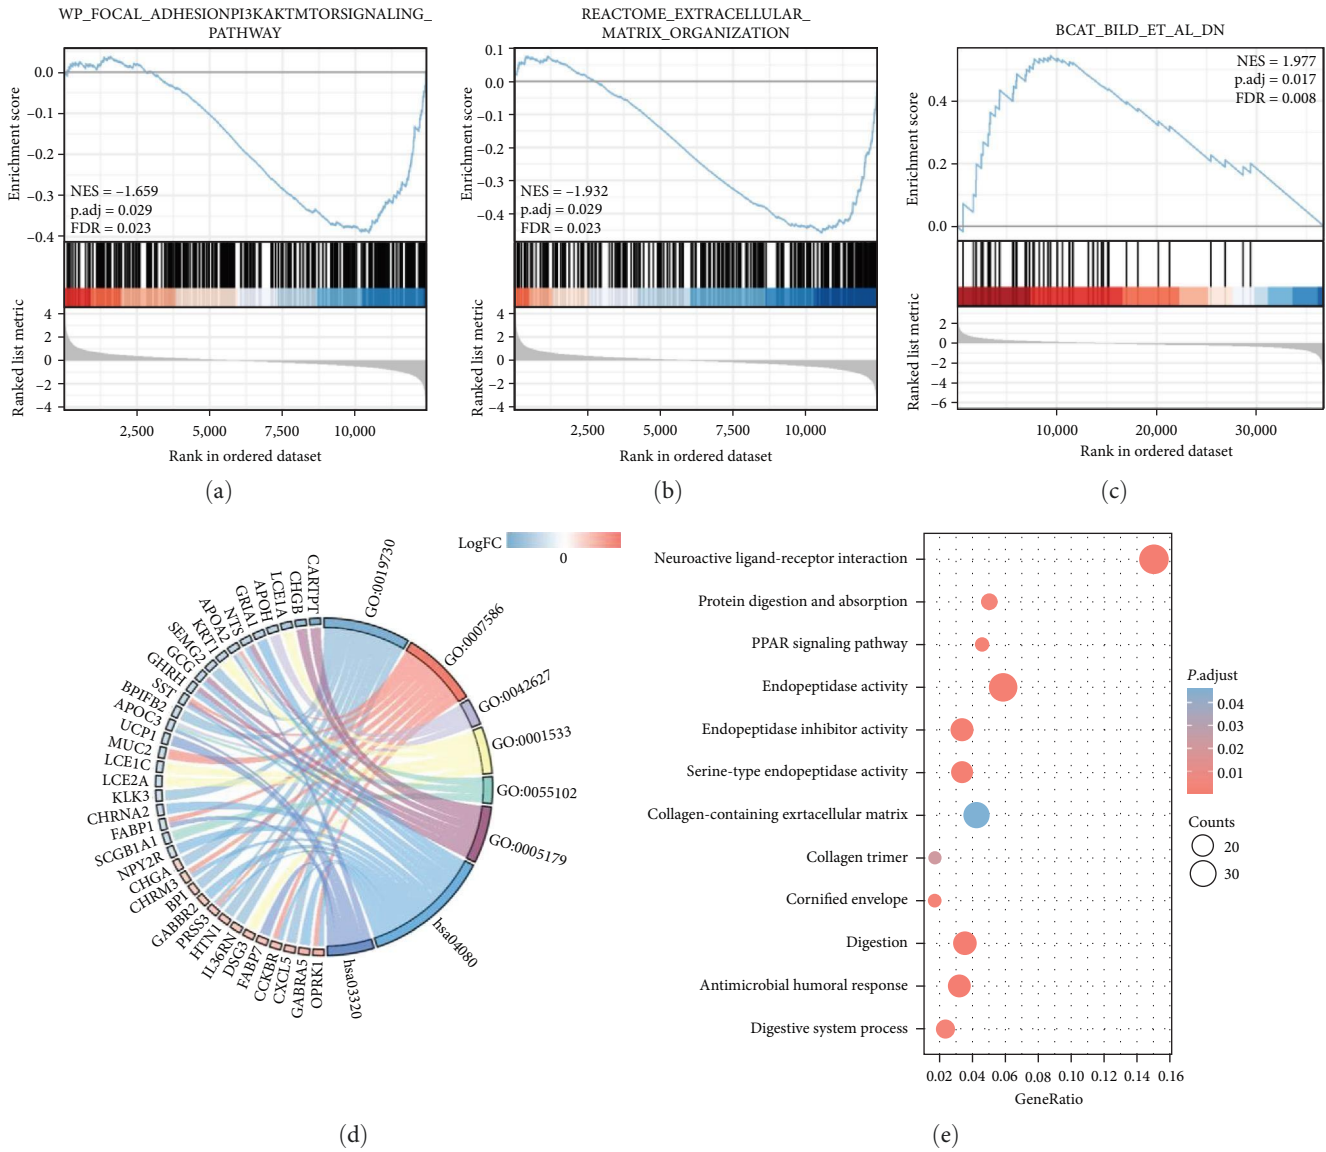 WP_FOCAL_ADHESIONPI3KAKTMTORSIGNALING_
PATHWAY
Enrichment score
0.0
−0.1
−0.2
−0.3
−0.4
NES = −1.659
p.adj = 0.029
FDR = 0.023
Ranked list metric
4
2
0
−2
−4
2,500
5,000
7,500
10,000
Rank in ordered dataset
(a)
REACTOME_EXTRACELLULAR_
MATRIX_ORGANIZATION
Enrichment score
0.1
0.0
−0.1
−0.2
−0.3
−0.4
NES = −1.932
p.adj = 0.029
FDR = 0.023
Ranked list metric
4
2
0
−2
−4
2,500
5,000
7,500
10,000
Rank in ordered dataset
(b)
BCAT_BILD_ET_AL_DN
Enrichment score
0.4
0.2
0.0
NES = 1.977
p.adj = 0.017
FDR = 0.008
Ranked list metric
2
0
−2
−4
−6
10,000
20,000
30,000
Rank in ordered dataset
(c)
LogFC
0
CARTPT
CHGB
LCE1A
APOH
GRIA1
NTS
APOA2
KRT1
SEMG2
GCG
GHRH
SST
BPIFB2
APOC3
UCP1
MUC2
LCE1C
LCE2A
KLK3
CHRNA2
FABP1
SCGB1A1
NPY2R
CHGA
CHRM3
BPI
GABBR2
PRSS3
HTN1
IL36RN
DSG3
FABP7
CCKBR
CXCL5
GABRA5
OPRK1
GO:0019730
GO:0007586
GO:0042627
GO:0001533
GO:0055102
GO:0005179
hsa04080
hsa03320
(d)
Neuroactive ligand-receptor interaction
Protein digestion and absorption
PPAR signaling pathway
Endopeptidase activity
Endopeptidase inhibitor activity
Serine-type endopeptidase activity
Collagen-containing exrtacellular matrix
Collagen trimer
Cornified envelope
Digestion
Antimicrobial humoral response
Digestive system process
0.02 0.04 0.06 0.08 0.10 0.12 0.14 0.16
GeneRatio
P.adjust
0.04
0.03
0.02
0.01
Counts
20
30
(e)